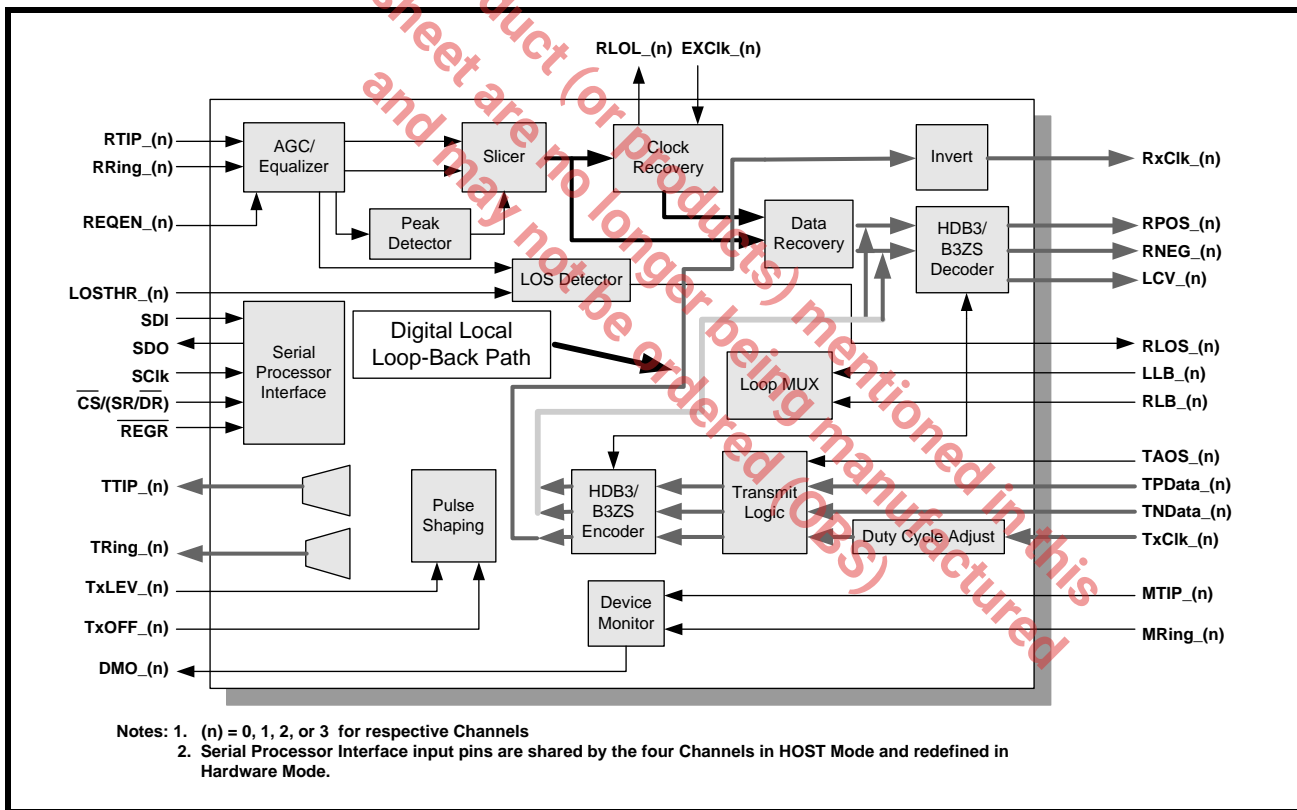 RLOL_(n) EXClk_(n)
RTIP_(n)
RRing_(n)
REQEN_(n)
LOSTHR_(n)
SDI
SDO
SClk
CS/(SR/DR)
REGR
TTIP_(n)
TRing_(n)
TxLEV_(n)
TxOFF_(n)
DMO_(n)
AGC/
Equalizer
Slicer
Clock
Recovery
Invert
Peak
Detector
Data
Recovery
HDB3/
B3ZS
Decoder
LOS Detector
Serial
Processor
Interface
Digital Local
Loop-Back Path
Loop MUX
Pulse
Shaping
HDB3/
B3ZS
Encoder
Transmit
Logic
Duty Cycle Adjust
Device
Monitor
RxClk_(n)
RPOS_(n)
RNEG_(n)
LCV_(n)
RLOS_(n)
LLB_(n)
RLB_(n)
TAOS_(n)
TPData_(n)
TNData_(n)
TxClk_(n)
MTIP_(n)
MRing_(n)
duct (or products) mentioned in this
sheet are no longer being manufactured
and may not be ordered (OBS)
Notes: 1. (n) = 0, 1, 2, or 3 for respective Channels
2. Serial Processor Interface input pins are shared by the four Channels in HOST Mode and redefined in
Hardware Mode.